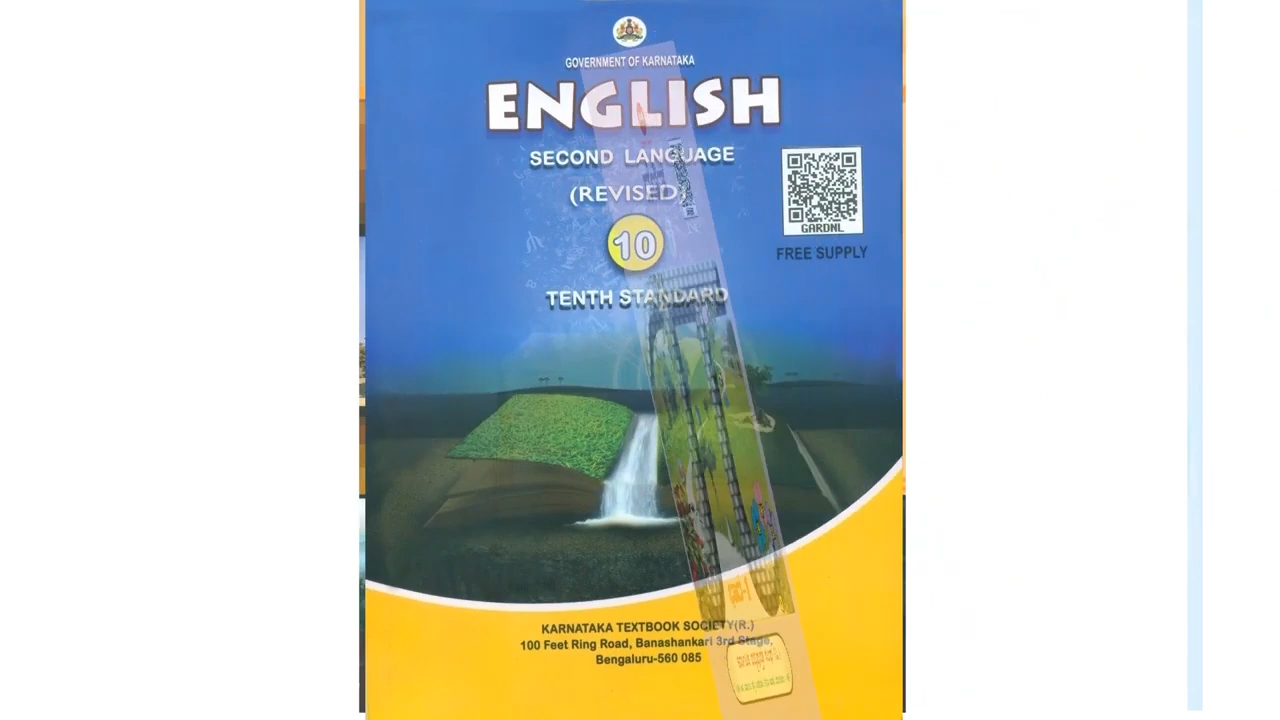 GOVERNMENT OF KARNATAKA
ENGLISH
SECOND LANGUAGE
(REVISED)
10
GARDNL
FREE SUPPLY
TENTH STANDARD
KARNATAKA TEXTBOOK SOCIETY(R.)
100 Feet Ring Road, Banashankari 3rd Stage,
Bengaluru-560 085